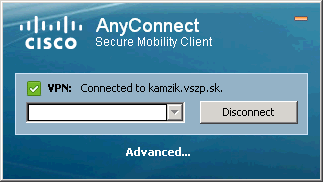 AnyConnect
CISCO
Secure Mobility Client
VPN: Connected to kamzik.vszp.sk.
Disconnect
Advanced...